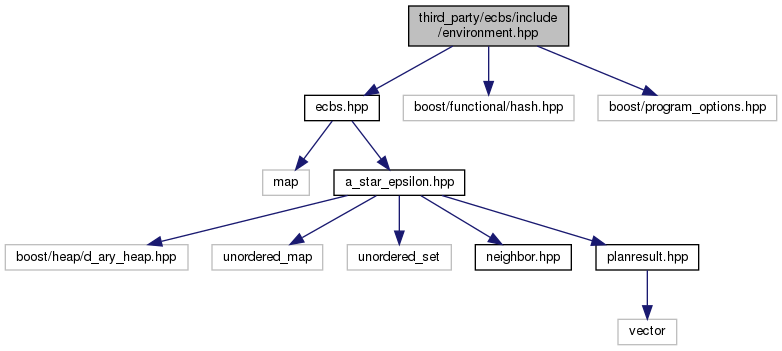 third_party/ecbs/include
/environment.hpp
ecbs.hpp
boost/functional/hash.hpp
boost/program_options.hpp
map
a_star_epsilon.hpp
boost/heap/d_ary_heap.hpp
unordered_map
unordered_set
neighbor.hpp
planresult.hpp
vector